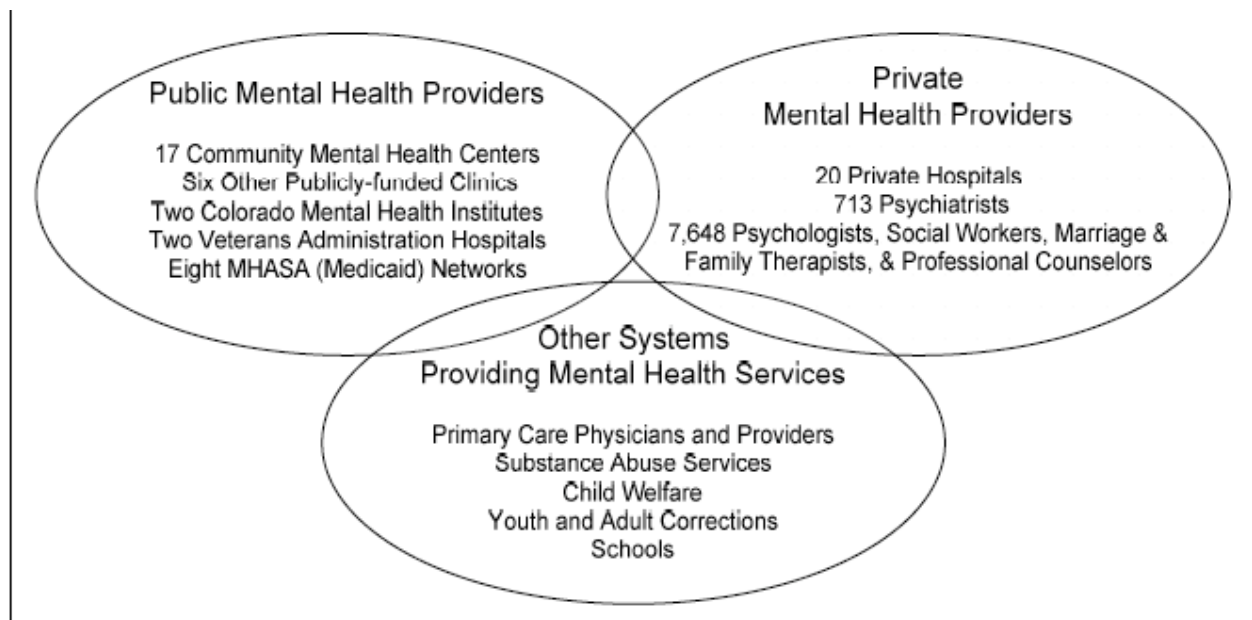 Public Mental Health Providers
17 Community Mental Health Centers
Six Other Publicly-funded Clinics
Two Colorado Mental Health Institutes
Two Veterans Administration Hospitals
Eight MHASA (Medicaid) Networks
Private
Mental Health Providers
20 Private Hospitals
713 Psychiatrists
7,648 Psychologists, Social Workers, Marriage &
Family Therapists, & Professional Counselors
Other Systems
Providing Mental Health Services
Primary Care Physicians and Providers
Substance Abuse Services
Child Welfare
Youth and Adult Corrections
Schools